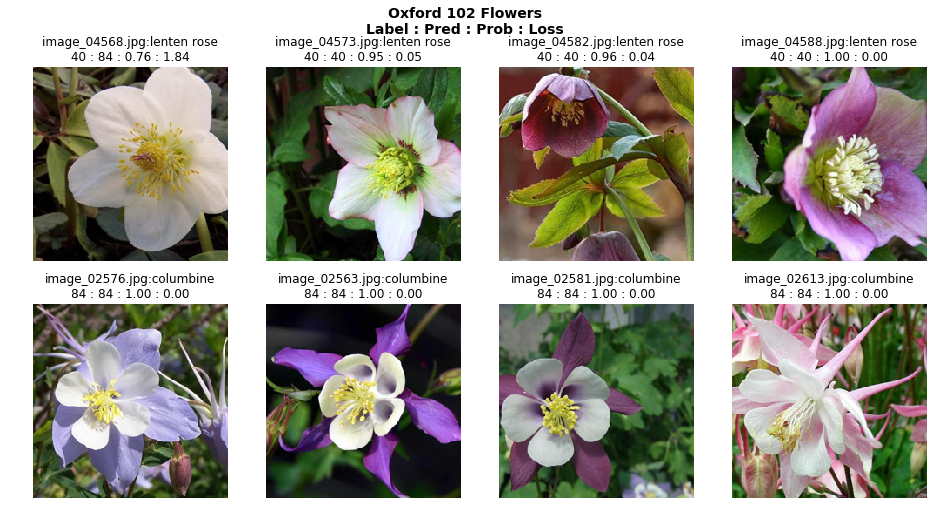 Oxford 102 Flowers
Label : Pred : Prob : Loss
image_04568.jpg:lenten rose
40 : 84 : 0.76 : 1.84
image_04573.jpg:lenten rose
40 : 40 : 0.95 : 0.05
image_04582.jpg:lenten rose
40 : 40 : 0.96 : 0.04
image_04588.jpg:lenten rose
40 : 40 : 1.00 : 0.00
image_02576.jpg:columbine
84 : 84 : 1.00 : 0.00
image_02563.jpg:columbine
84 : 84 : 1.00 : 0.00
image_02581.jpg:columbine
84 : 84 : 1.00 : 0.00
image_02613.jpg:columbine
84 : 84 : 1.00 : 0.00